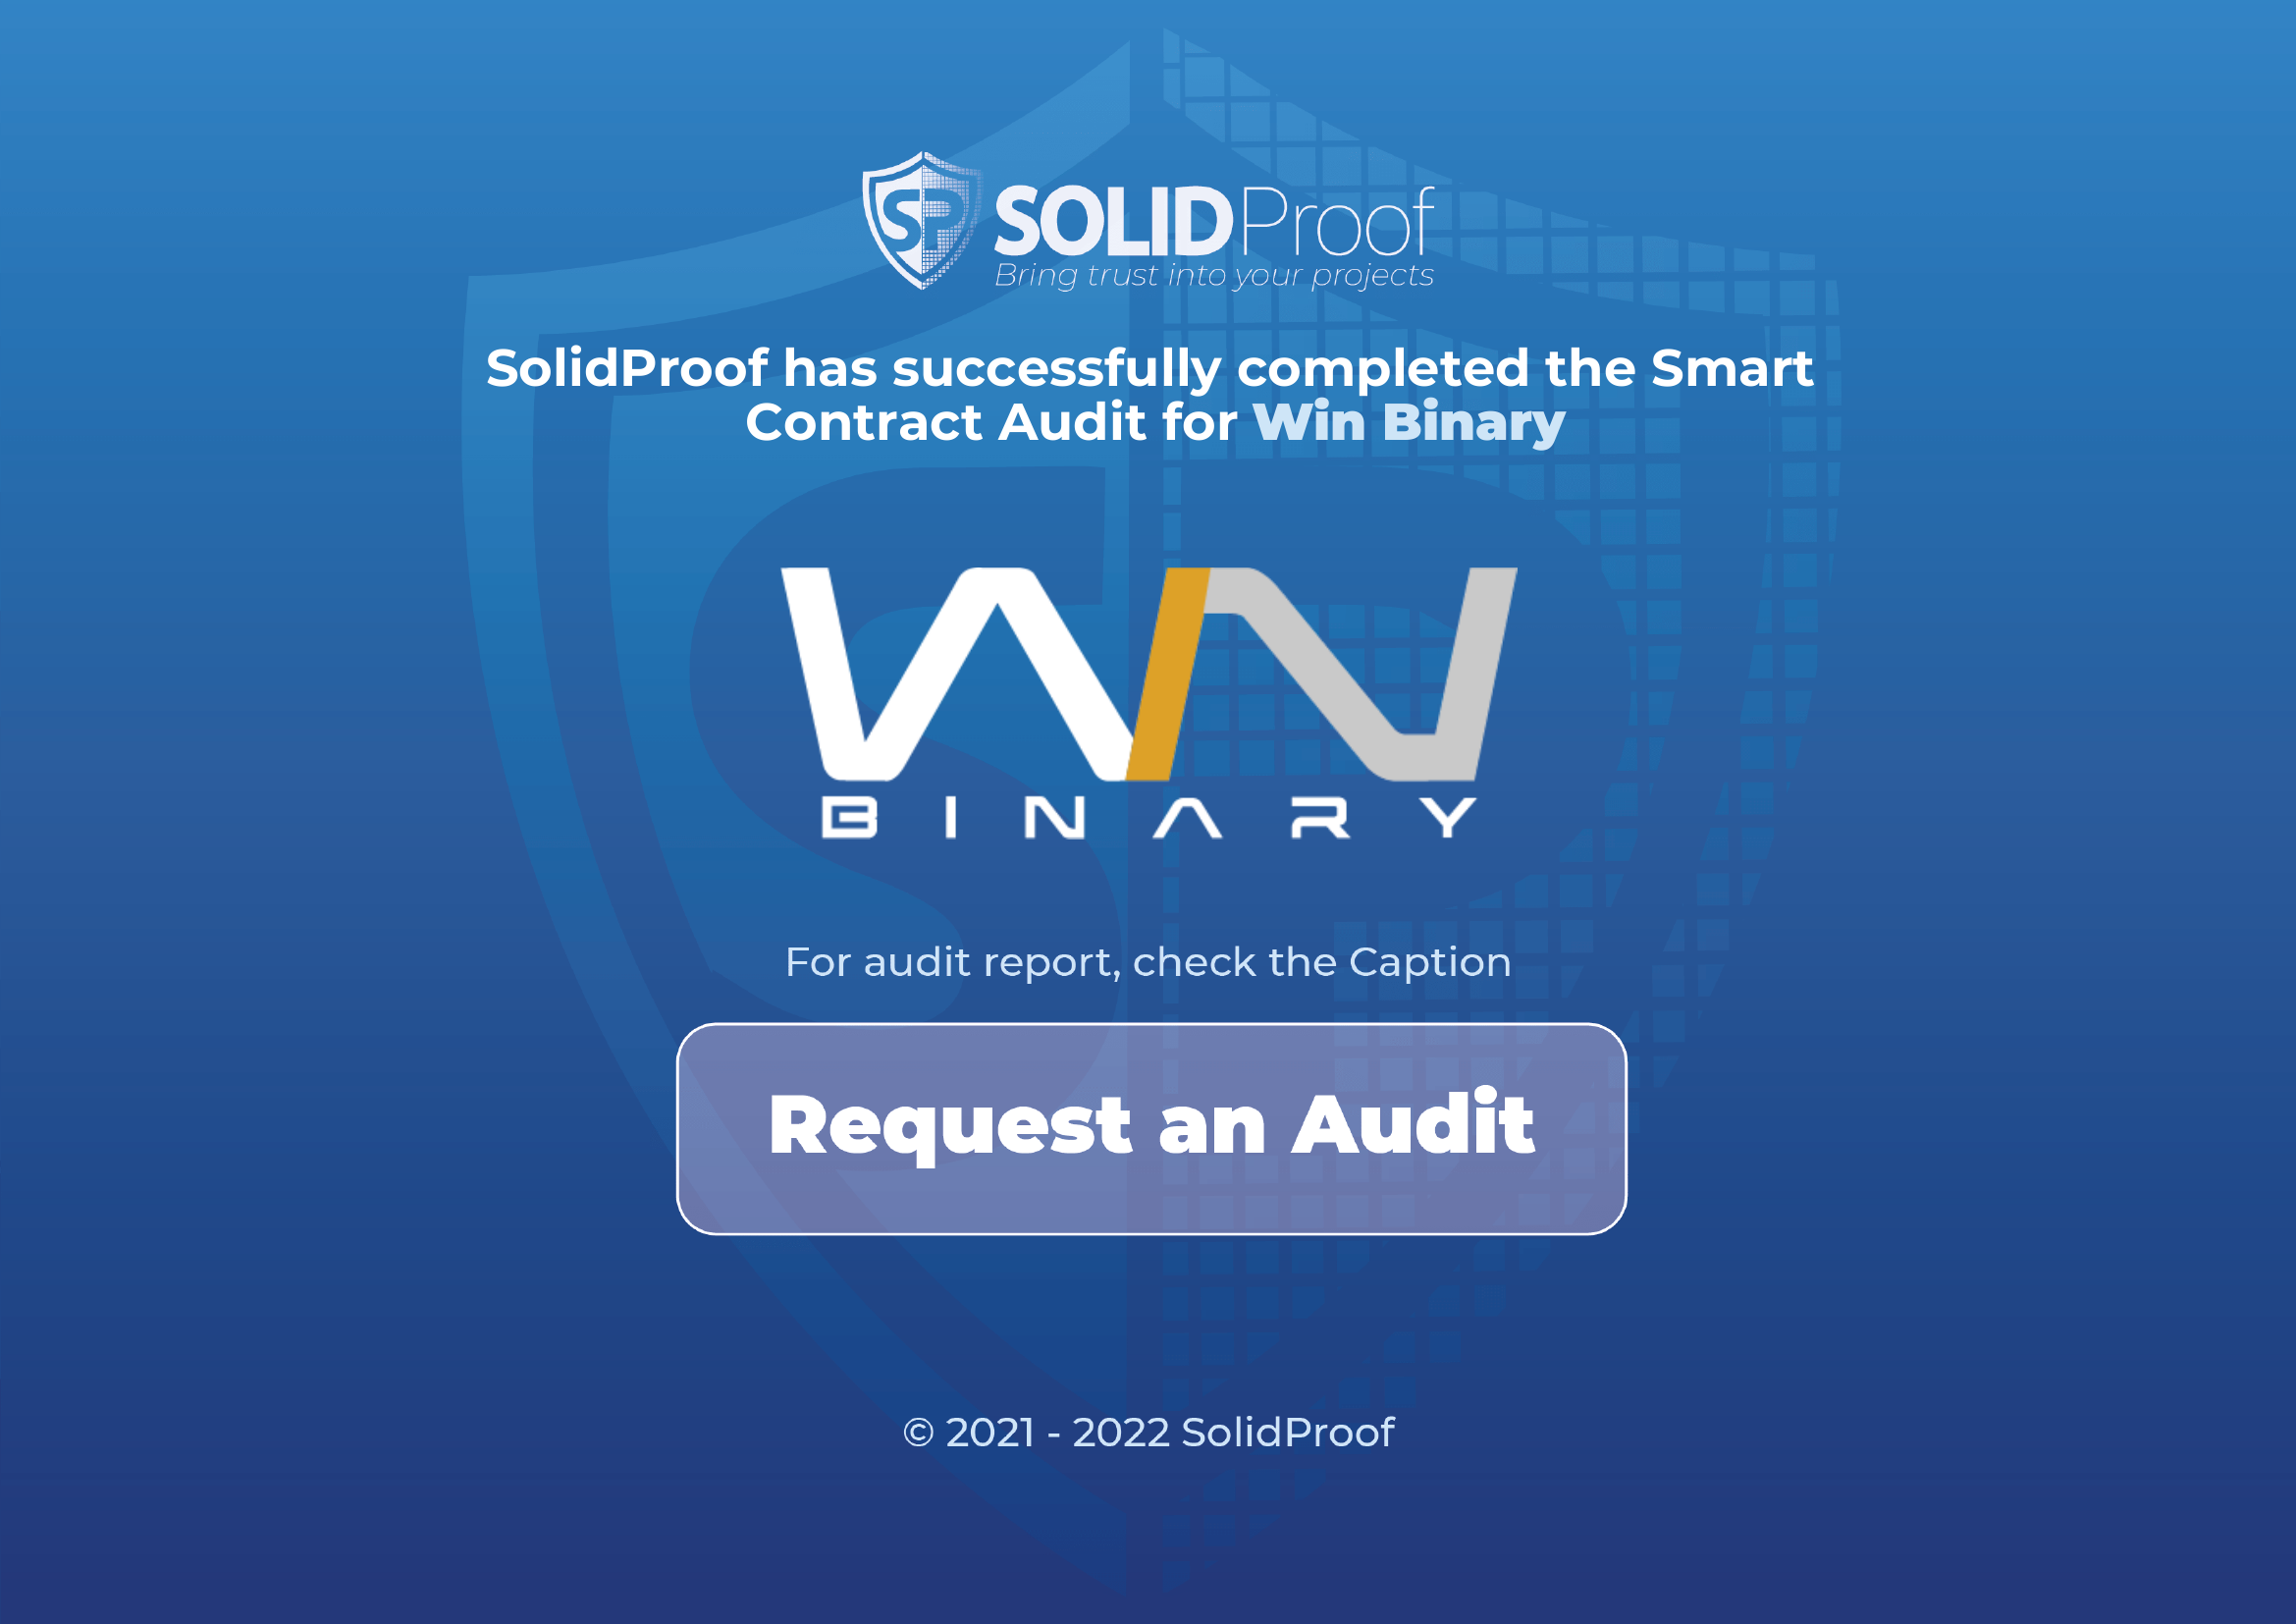 SP SOLIDProof
Bring trust into your projects
SolidProof has successfully completed the Smart
Contract Audit for Win Binary
WIN
BINARY
For audit report, check the Caption
Request an Audit
© 2021 - 2022 SolidProof